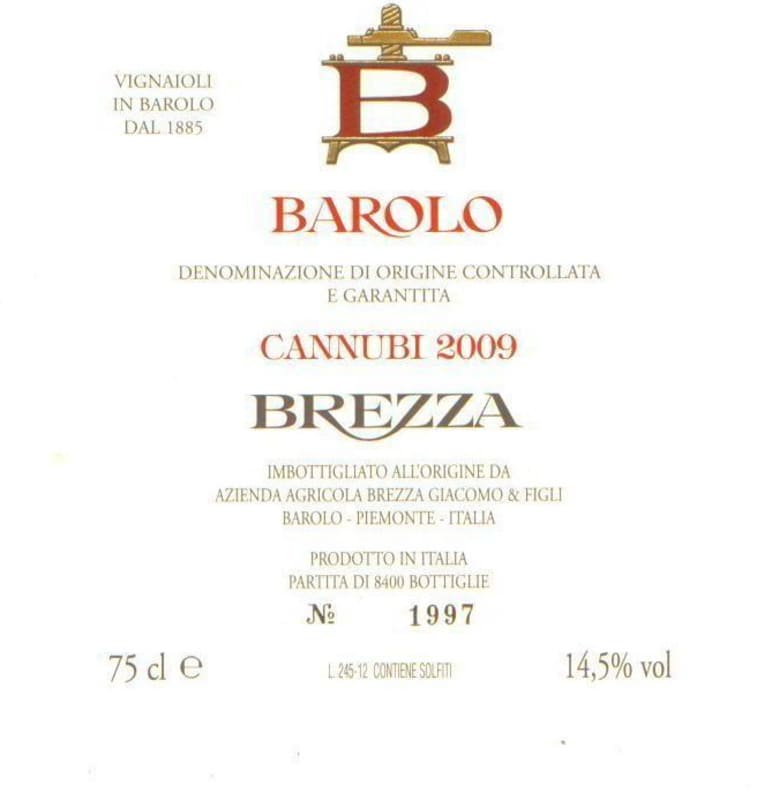 VIGNAIOLI
IN BAROLO
DAL 1885
B
BAROLO
DENOMINAZIONE DI ORIGINE CONTROLLATA
E GARANTITA
CANNUBI 2009
BREZZA
IMBOTTIGLIATO ALL'ORIGINE DA
AZIENDA AGRICOLA BREZZA GIACOMO & FIGLI
BAROLO - PIEMONTE - ITALIA
PRODOTTO IN ITALIA
PARTITA DI 8400 BOTTIGLIE
№ 1997
75 cl ℮ L. 245-12 CONTIENE SOLFITI 14,5% vol